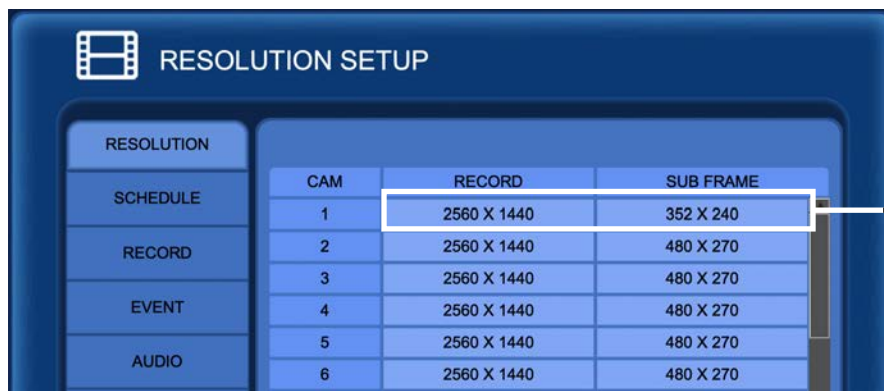 RESOLUTION SETUP
RESOLUTION
SCHEDULE
RECORD
EVENT
AUDIO
CAM RECORD SUB FRAME
1 2560 X 1440 352 X 240
2 2560 X 1440 480 X 270
3 2560 X 1440 480 X 270
4 2560 X 1440 480 X 270
5 2560 X 1440 480 X 270
6 2560 X 1440 480 X 270